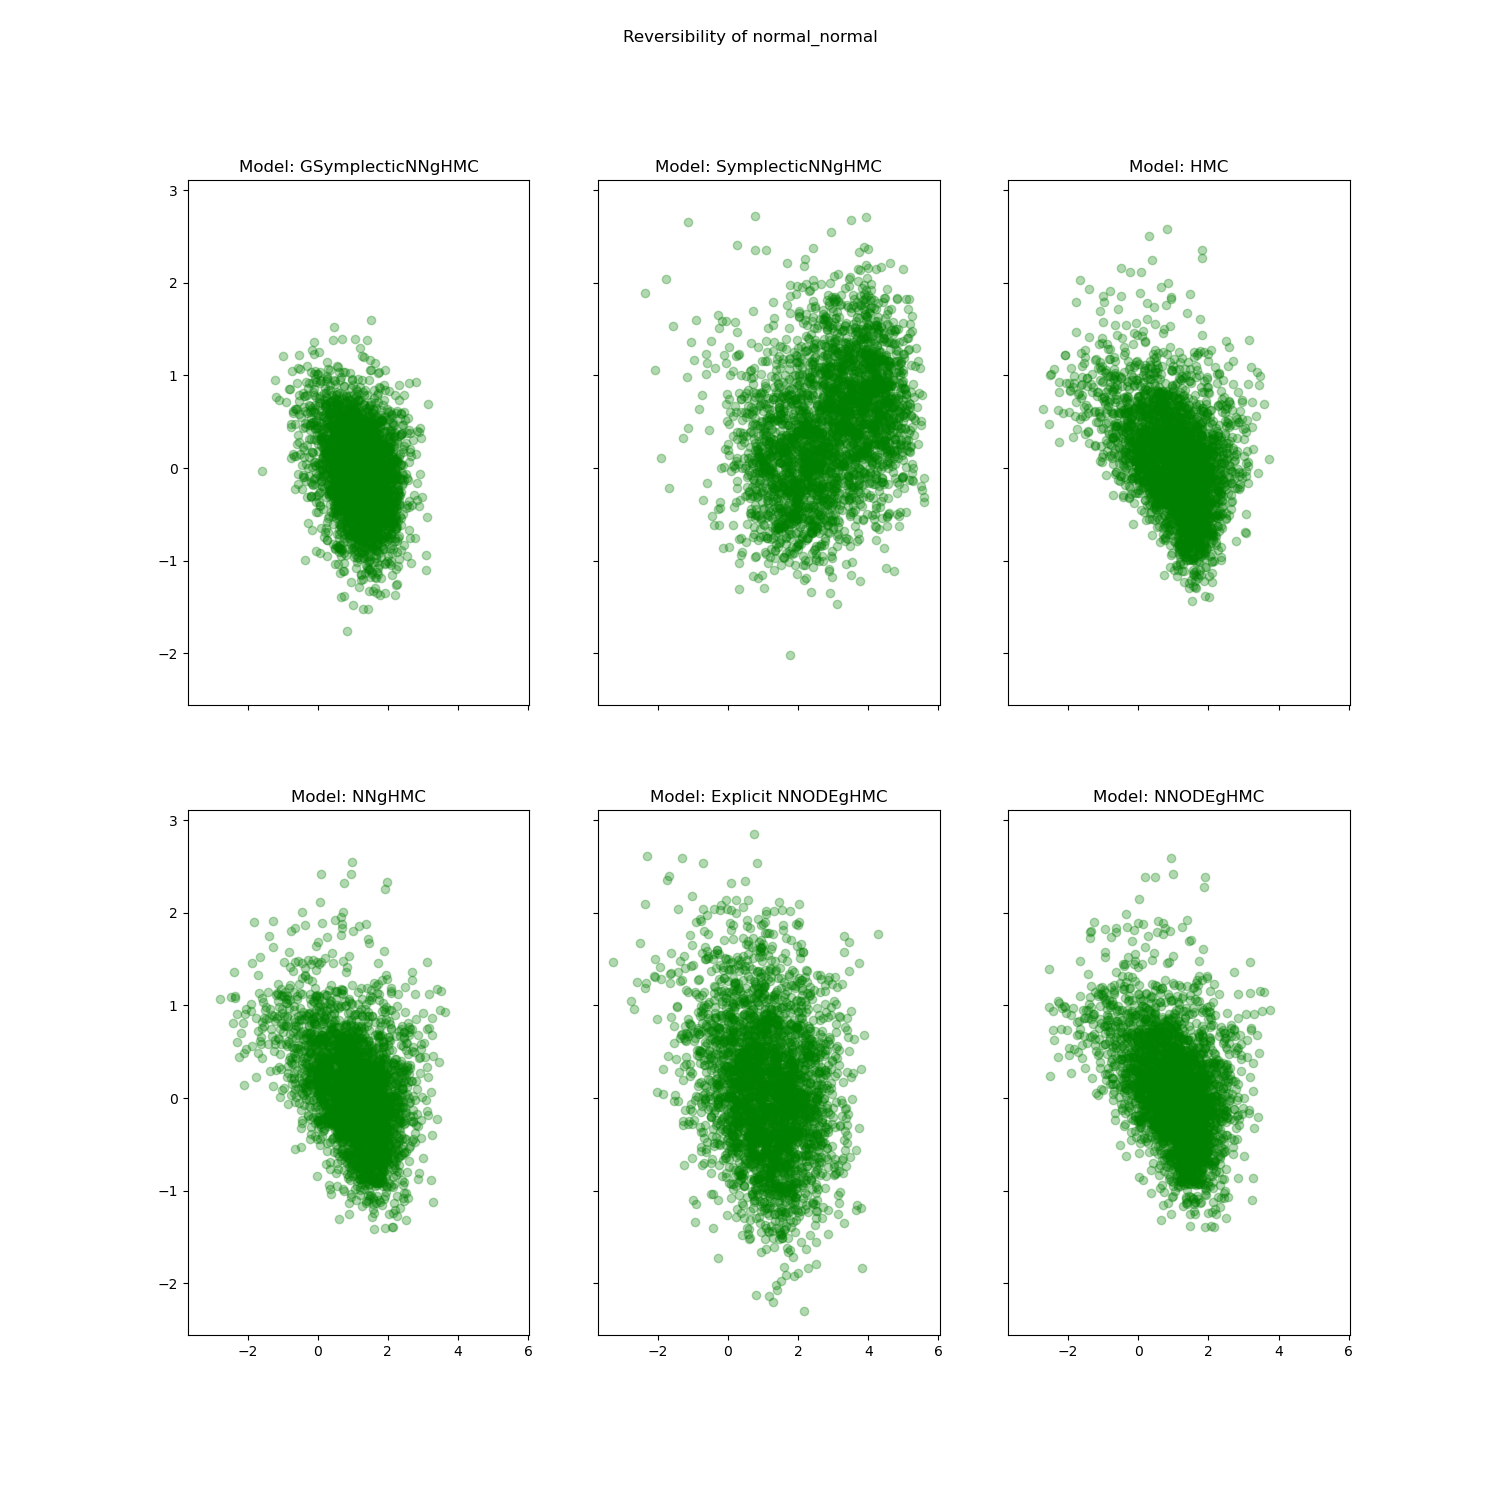 Reversibility of normal_normal
Model: GSymplecticNNgHMC
Model: SymplecticNNgHMC
Model: HMC
3
2
1
0
−1
−2
Model: NNgHMC
Model: Explicit NNODEgHMC
Model: NNODEgHMC
3
2
1
0
−1
−2
−2 0 2 4 6
−2 0 2 4 6
−2 0 2 4 6